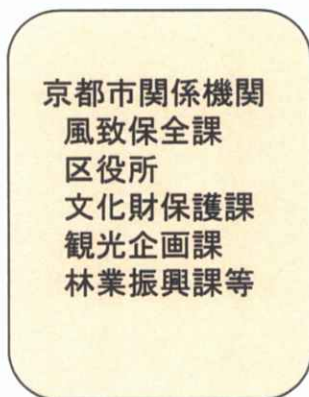 京都市関係機関
風致保全課
区役所
文化財保護課
観光企画課
林業振興課等